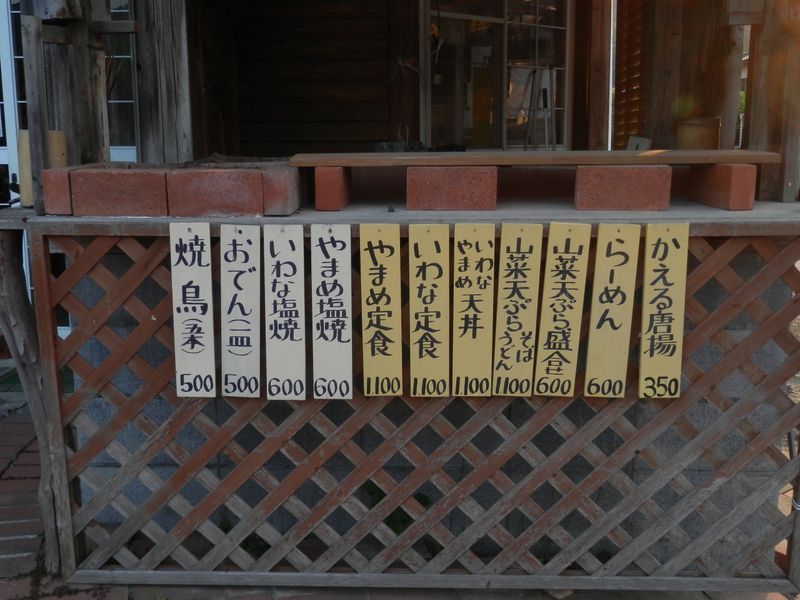 かえる唐揚
350
らーめん
600
山菜天ぷら盛合せ
600
山菜天ぷら
そば
うどん
1100
いわな
やまめ
天丼
1100
いわな定食
1100
やまめ定食
1100
やまめ塩焼
600
いわな塩焼
600
おでん(一皿)
500
焼鳥(5本)
500